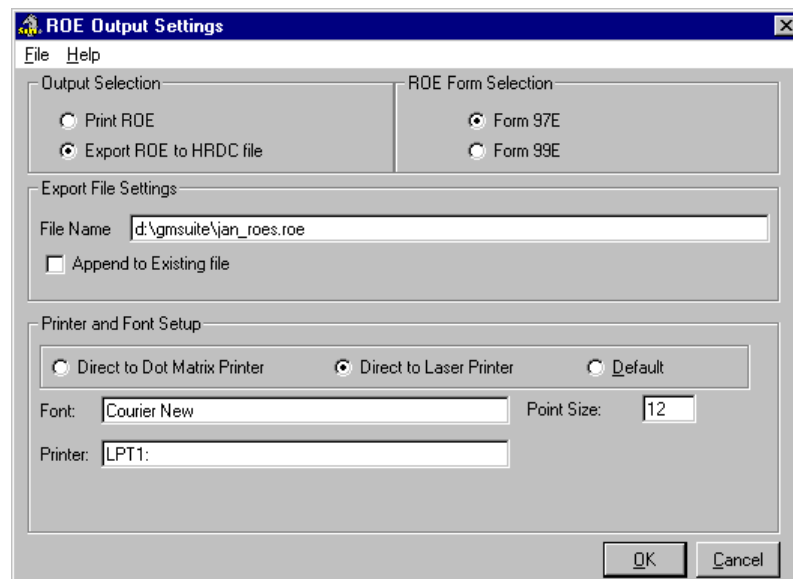 ROE Output Settings
File Help
Output Selection
Print ROE
Export ROE to HRDC file
ROE Form Selection
Form 97E
Form 99E
Export File Settings
File Name d:\gmsuite\jan_roes.roe
Append to Existing file
Printer and Font Setup
Direct to Dot Matrix Printer Direct to Laser Printer Default
Font: Courier New Point Size: 12
Printer: LPT1:
OK Cancel